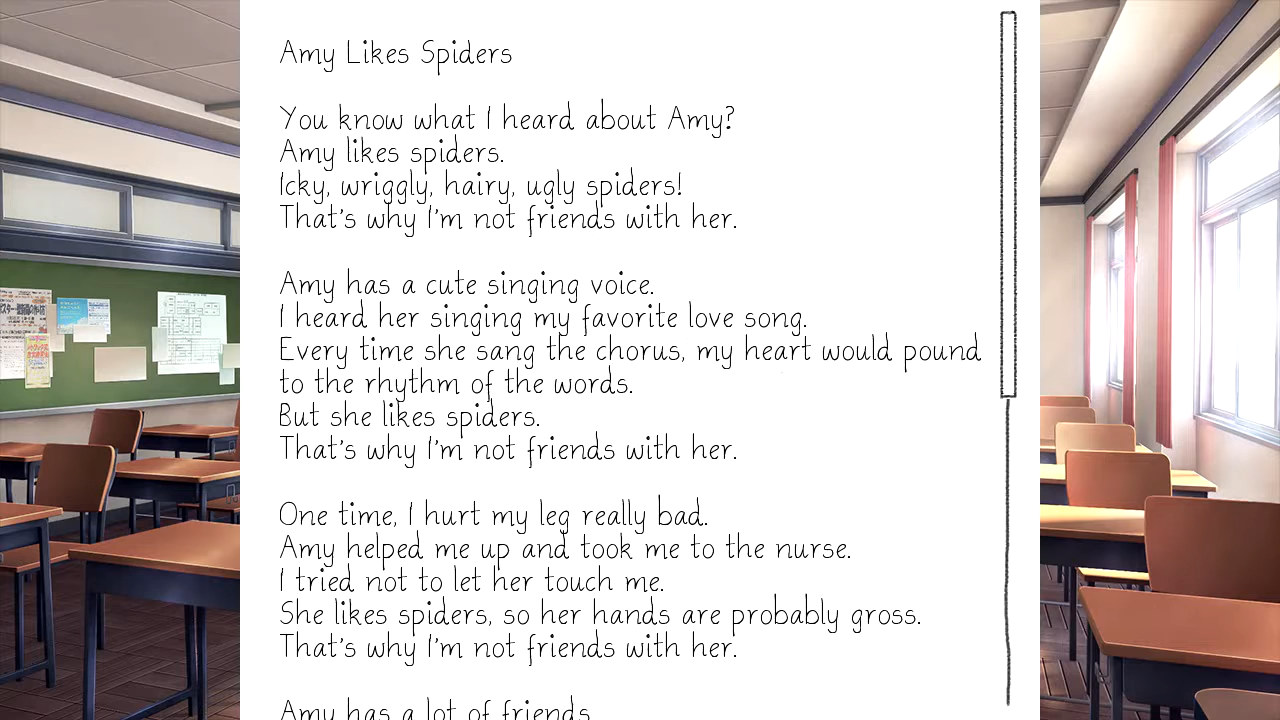 Amy Likes Spiders
You know what I heard about Amy?
Amy likes spiders.
Icky, wriggly, hairy, ugly spiders!
That's why I'm not friends with her.
Amy has a cute singing voice.
I heard her singing my favorite love song.
Every time she sang the chorus, my heart would pound
to the rhythm of the words.
But she likes spiders.
That's why I'm not friends with her.
One time, I hurt my leg really bad.
Amy helped me up and took me to the nurse.
I tried not to let her touch me.
She likes spiders, so her hands are probably gross.
That's why I'm not friends with her.
Amy has a lot of friends